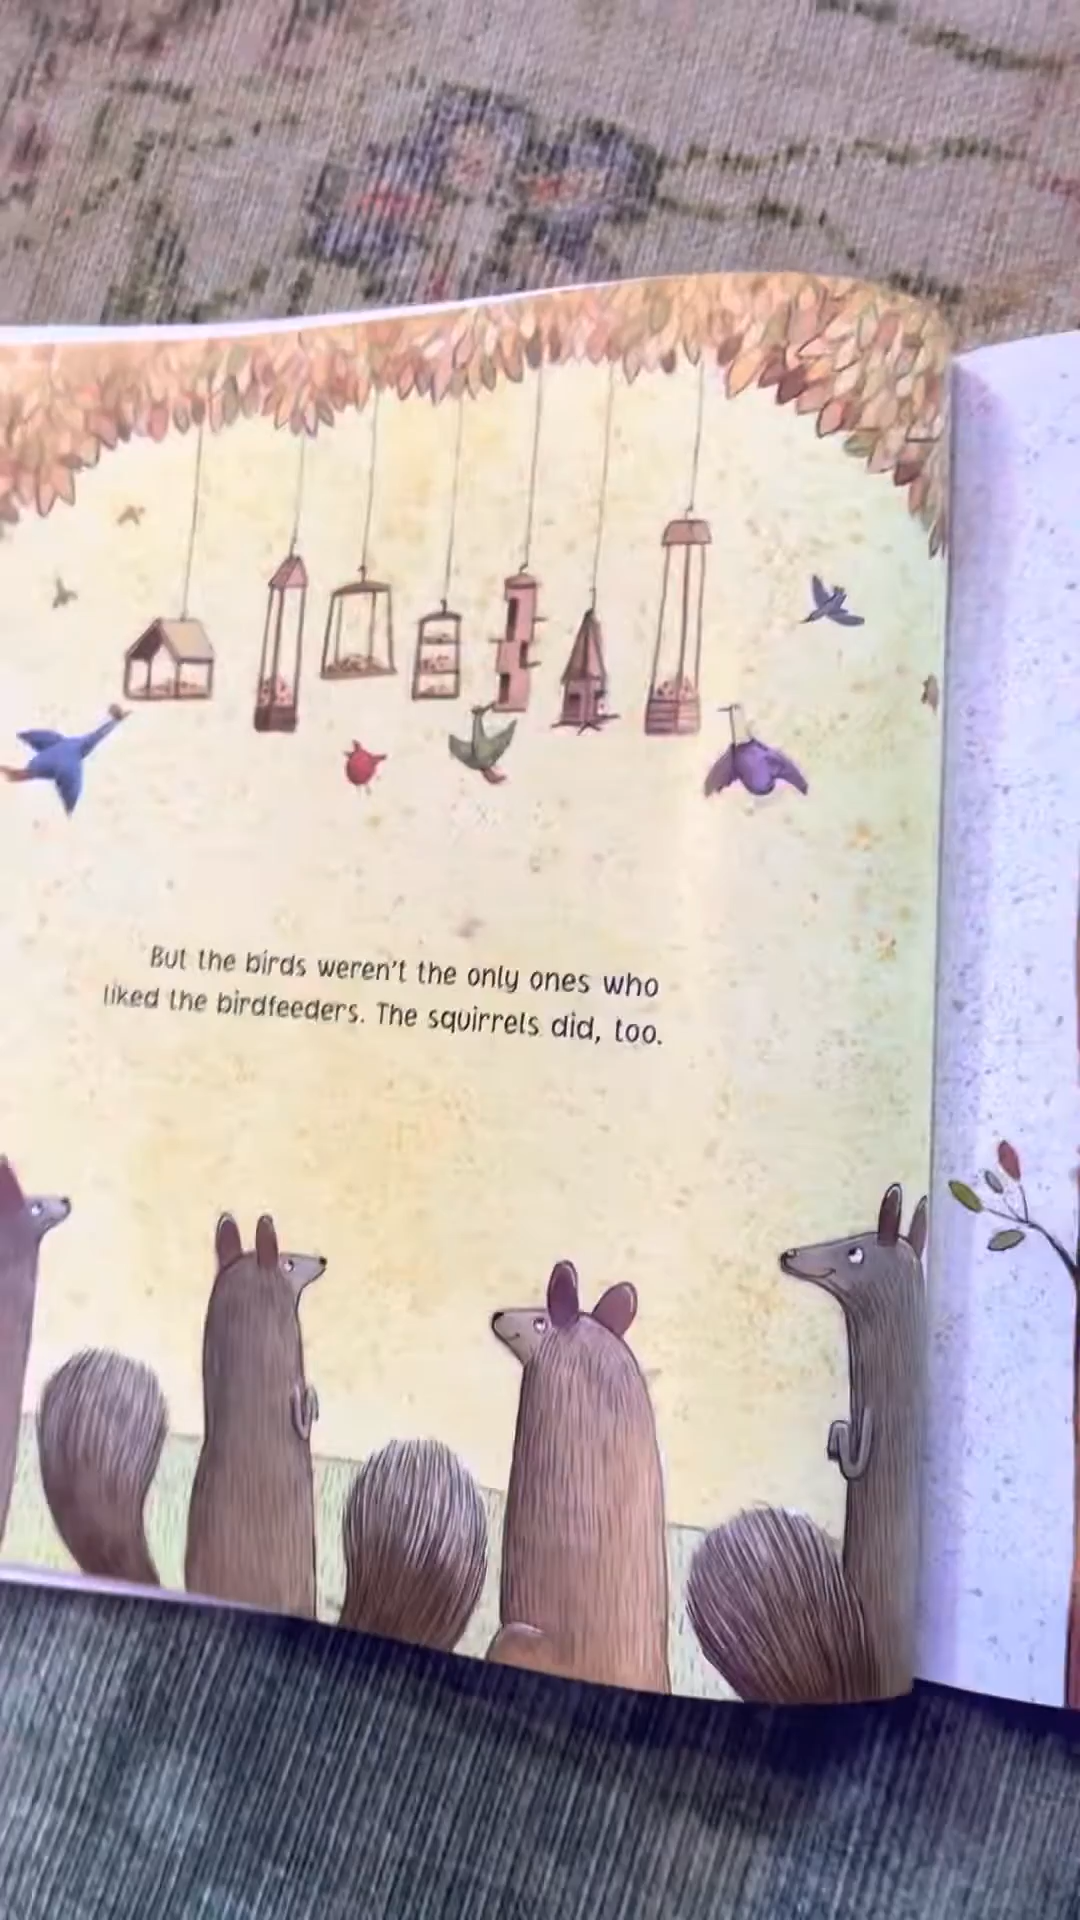 But the birds weren't the only ones who
liked the birdfeeders. The squirrels did, too.